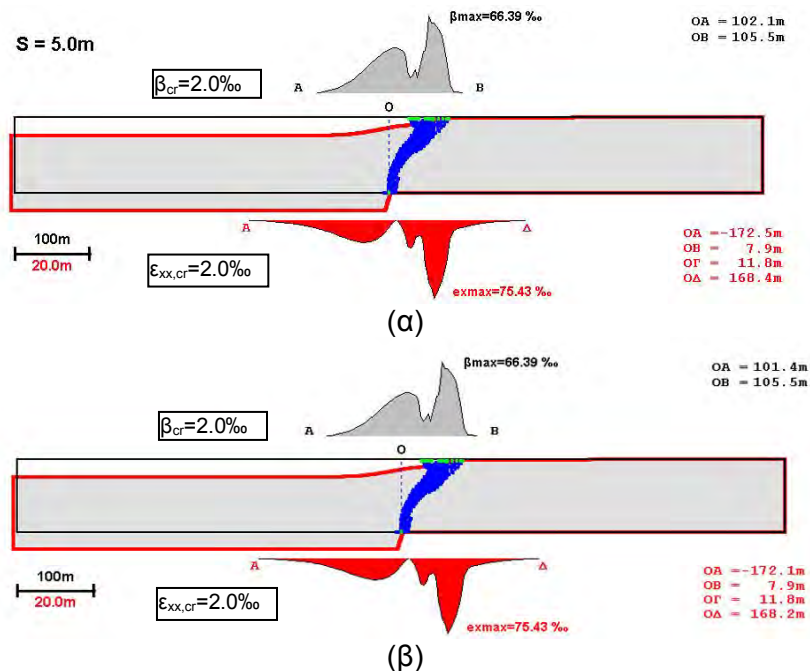 S = 5.0m
βmax=66.39 ‰
OA = 102.1m
OB = 105.5m
βcr=2.0‰
A
B
O
100m
20.0m
εxx,cr=2.0‰
A
Δ
exmax=75.43 ‰
OA =-172.5m
OB = 7.9m
OΓ = 11.8m
OΔ = 168.4m
(α)
βmax=66.39 ‰
OA = 101.4m
OB = 105.5m
βcr=2.0‰
A
B
O
100m
20.0m
εxx,cr=2.0‰
A
Δ
exmax=75.43 ‰
OA =-172.1m
OB = 7.9m
OΓ = 11.8m
OΔ = 168.2m
(β)